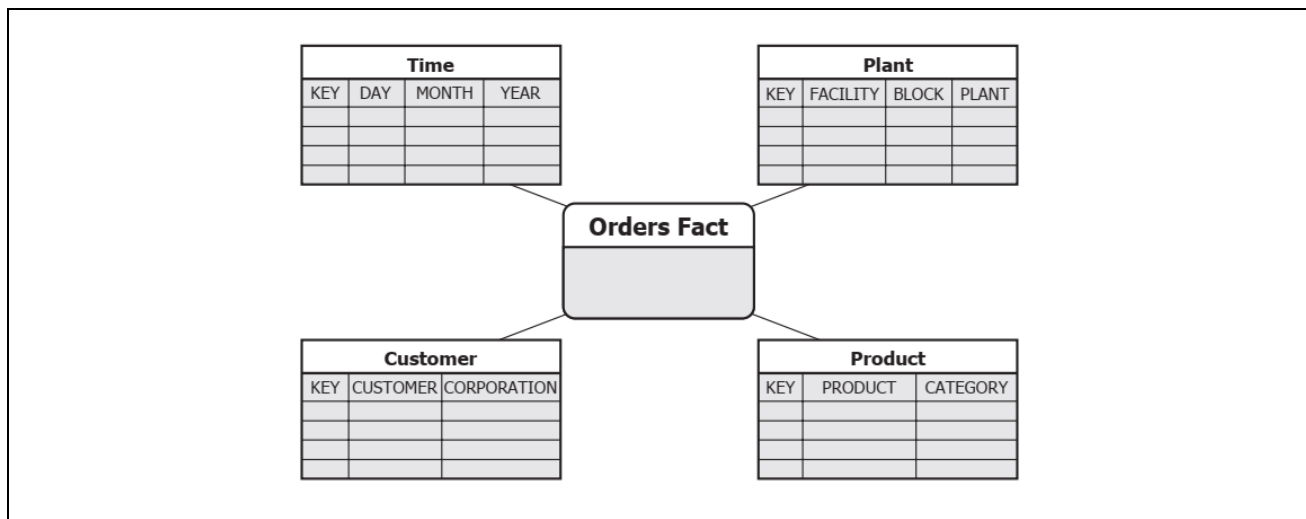 Time
KEY DAY MONTH YEAR
Plant
KEY FACILITY BLOCK PLANT
Orders Fact
Customer
KEY CUSTOMER CORPORATION
Product
KEY PRODUCT CATEGORY